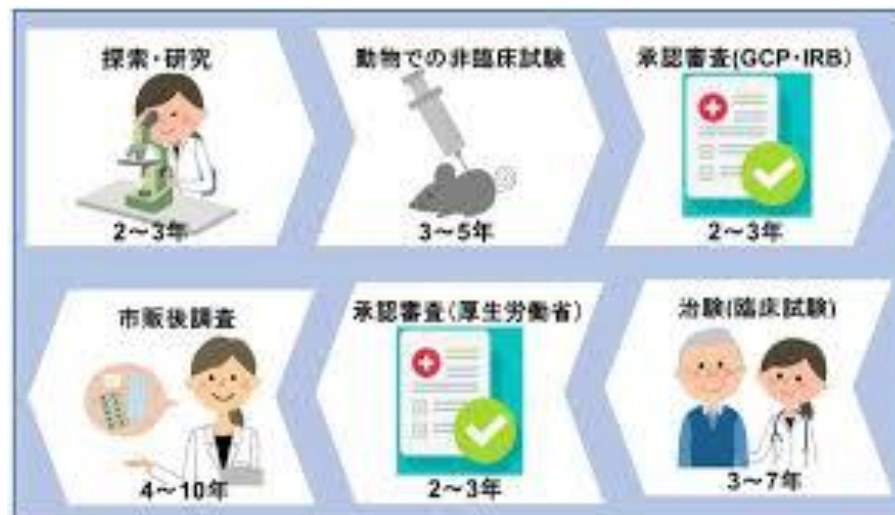 探索・研究
2～3年
動物での非臨床試験
3～5年
承認審査(GCP・IRB)
2～3年
治験(臨床試験)
3～7年
承認審査(厚生労働省)
2～3年
市販後調査
4～10年